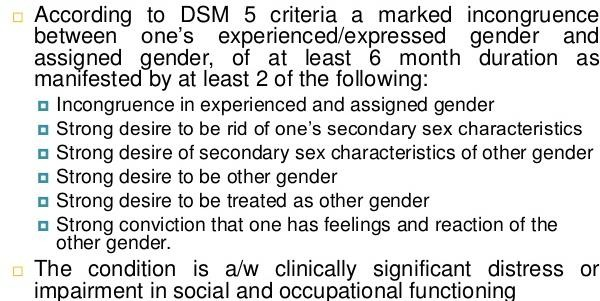 According to DSM 5 criteria a marked incongruence
between one's experienced/expressed gender and
assigned gender, of at least 6 month duration as
manifested by at least 2 of the following:
Incongruence in experienced and assigned gender
Strong desire to be rid of one's secondary sex characteristics
Strong desire of secondary sex characteristics of other gender
Strong desire to be other gender
Strong desire to be treated as other gender
Strong conviction that one has feelings and reaction of the
other gender.
The condition is a/w clinically significant distress or
impairment in social and occupational functioning